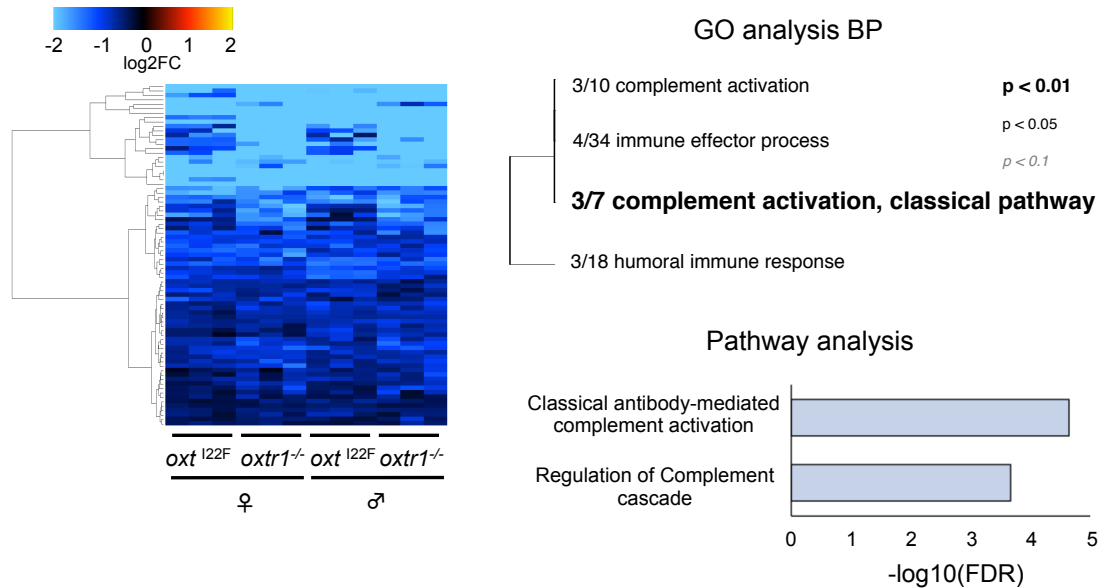 -2 -1 0 1 2
log2FC
oxt I22F oxtr1-/- oxt I22F oxtr1-/-
♀ ♂
GO analysis BP
3/10 complement activation
p < 0.01
4/34 immune effector process
p < 0.05
p < 0.1
3/7 complement activation, classical pathway
3/18 humoral immune response
Pathway analysis
Classical antibody-mediated
complement activation
Regulation of Complement
cascade
0 1 2 3 4 5
-log10(FDR)